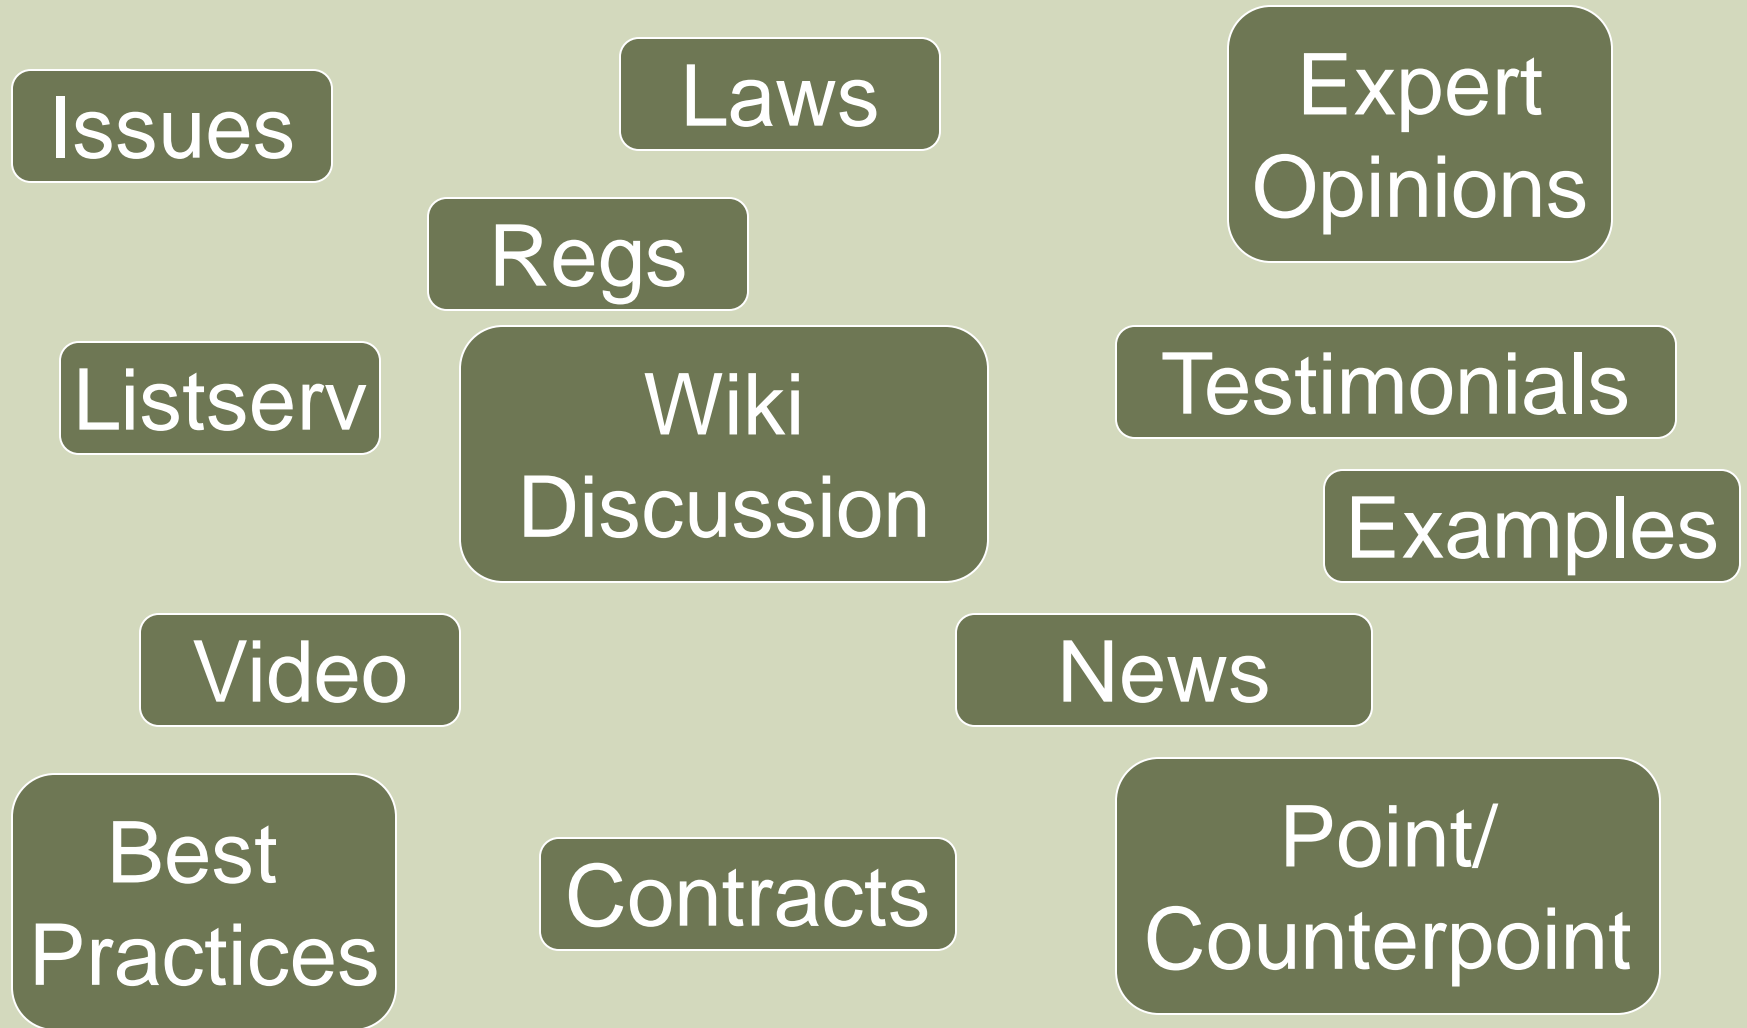 Issues
Laws
Expert
Opinions
Regs
Listserv
Wiki
Discussion
Testimonials
Examples
Video
News
Best
Practices
Contracts
Point/
Counterpoint